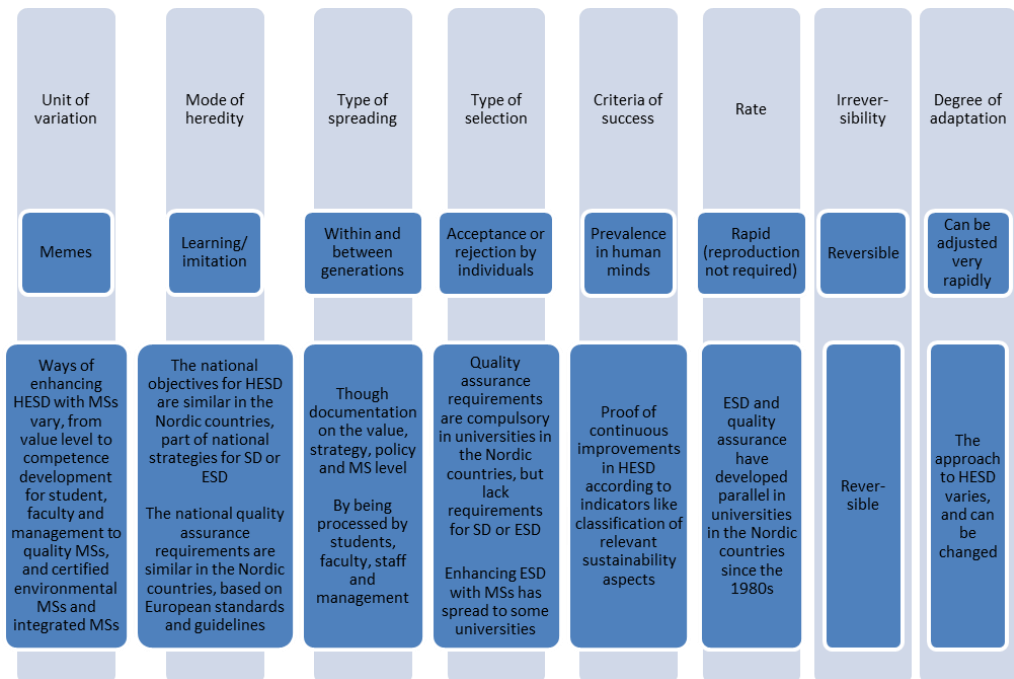 Unit of
variation
Mode of
heredity
Type of
spreading
Type of
selection
Criteria of
success
Rate
Irrever-
sibility
Degree of
adaptation
Memes
Learning/
imitation
Within and
between
generations
Acceptance or
rejection by
individuals
Prevalence
in human
minds
Rapid
(reproduction
not required)
Reversible
Can be
adjusted
very
rapidly
Ways of
enhancing
HESD with MSs
vary, from
value level to
competence
development
for student,
faculty and
management to
quality MSs,
and certified
environmental
MSs and
integrated MSs
The national
objectives for HESD
are similar in the
Nordic countries,
part of national
strategies for SD or
ESD
The national quality
assurance
requirements are
similar in the Nordic
countries, based on
European standards
and guidelines
Though
documentation
on the value,
strategy, policy
and MS level
By being
processed by
students,
faculty, staff
and
management
Quality
assurance
requirements
are compulsory
in universities in
the Nordic
countries, but
lack
requirements
for SD or ESD
Enhancing ESD
with MSs has
spread to some
universities
Proof of
continuous
improvements
in HESD
according to
indicators like
classification of
relevant
sustainability
aspects
ESD and
quality
assurance
have
developed
parallel in
universities in
the Nordic
countries
since the
1980s
Rever-
sible
The
approach
to HESD
varies,
and can
be
changed